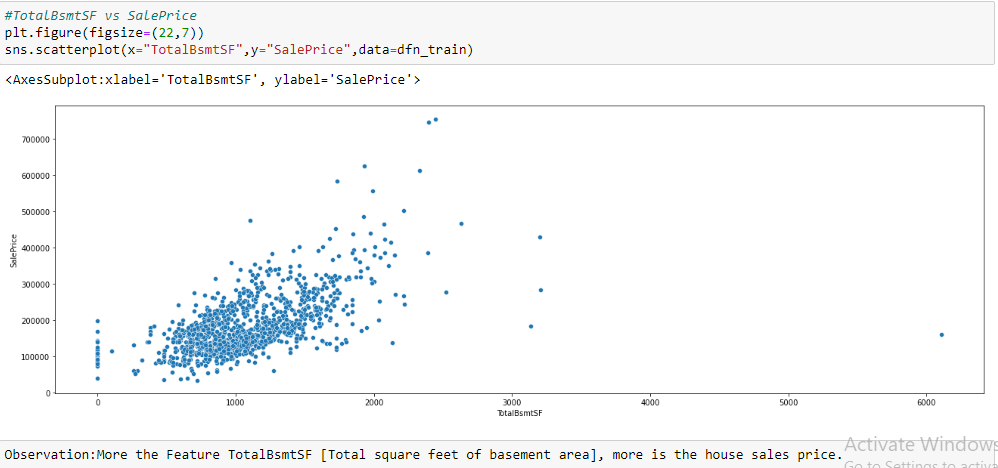 #TotalBsmtSF vs SalePrice
plt.figure(figsize=(22,7))
sns.scatterplot(x="TotalBsmtSF",y="SalePrice",data=dfn_train)
<AxesSubplot:xlabel='TotalBsmtSF', ylabel='SalePrice'>
700000
600000
500000
400000
300000
200000
100000
0
SalePrice
0 1000 2000 3000 4000 5000 6000
TotalBsmtSF
Activate Windows
Observation:More the Feature TotalBsmtSF [Total square feet of basement area], more is the house sales price.
Go to Settings to activa